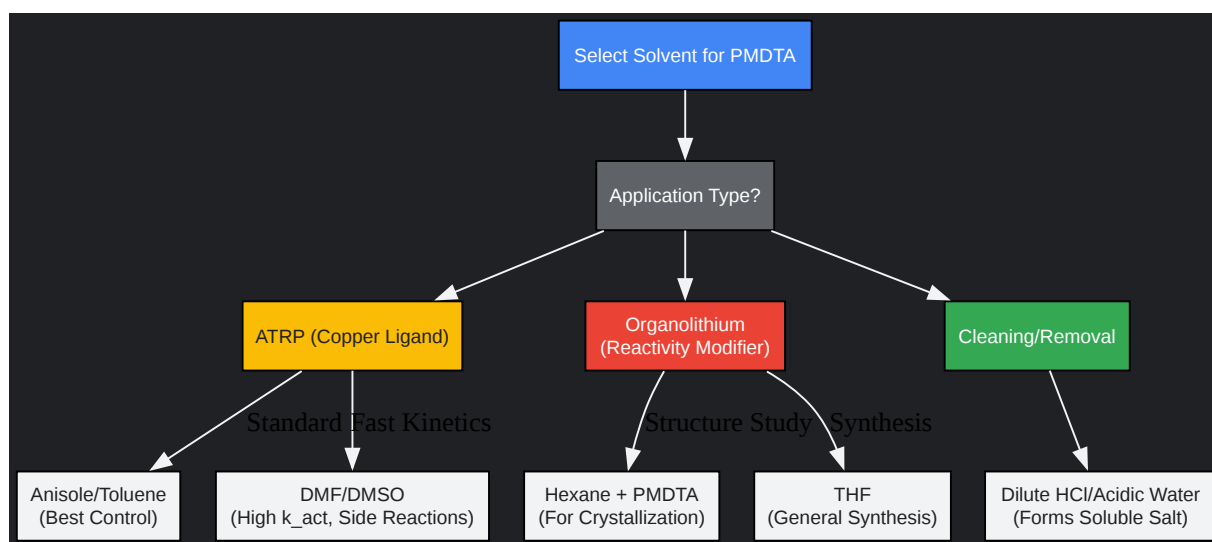 Select Solvent for PMDTA
Application Type?
ATRP (Copper Ligand)
Organolithium
(Reactivity Modifier)
Cleaning/Removal
Standard
Fast Kinetics
Structure Study
Synthesis
Anisole/Toluene
(Best Control)
DMF/DMSO
(High k_act, Side Reactions)
Hexane + PMDTA
(For Crystallization)
THF
(General Synthesis)
Dilute HCl/Acidic Water
(Forms Soluble Salt)